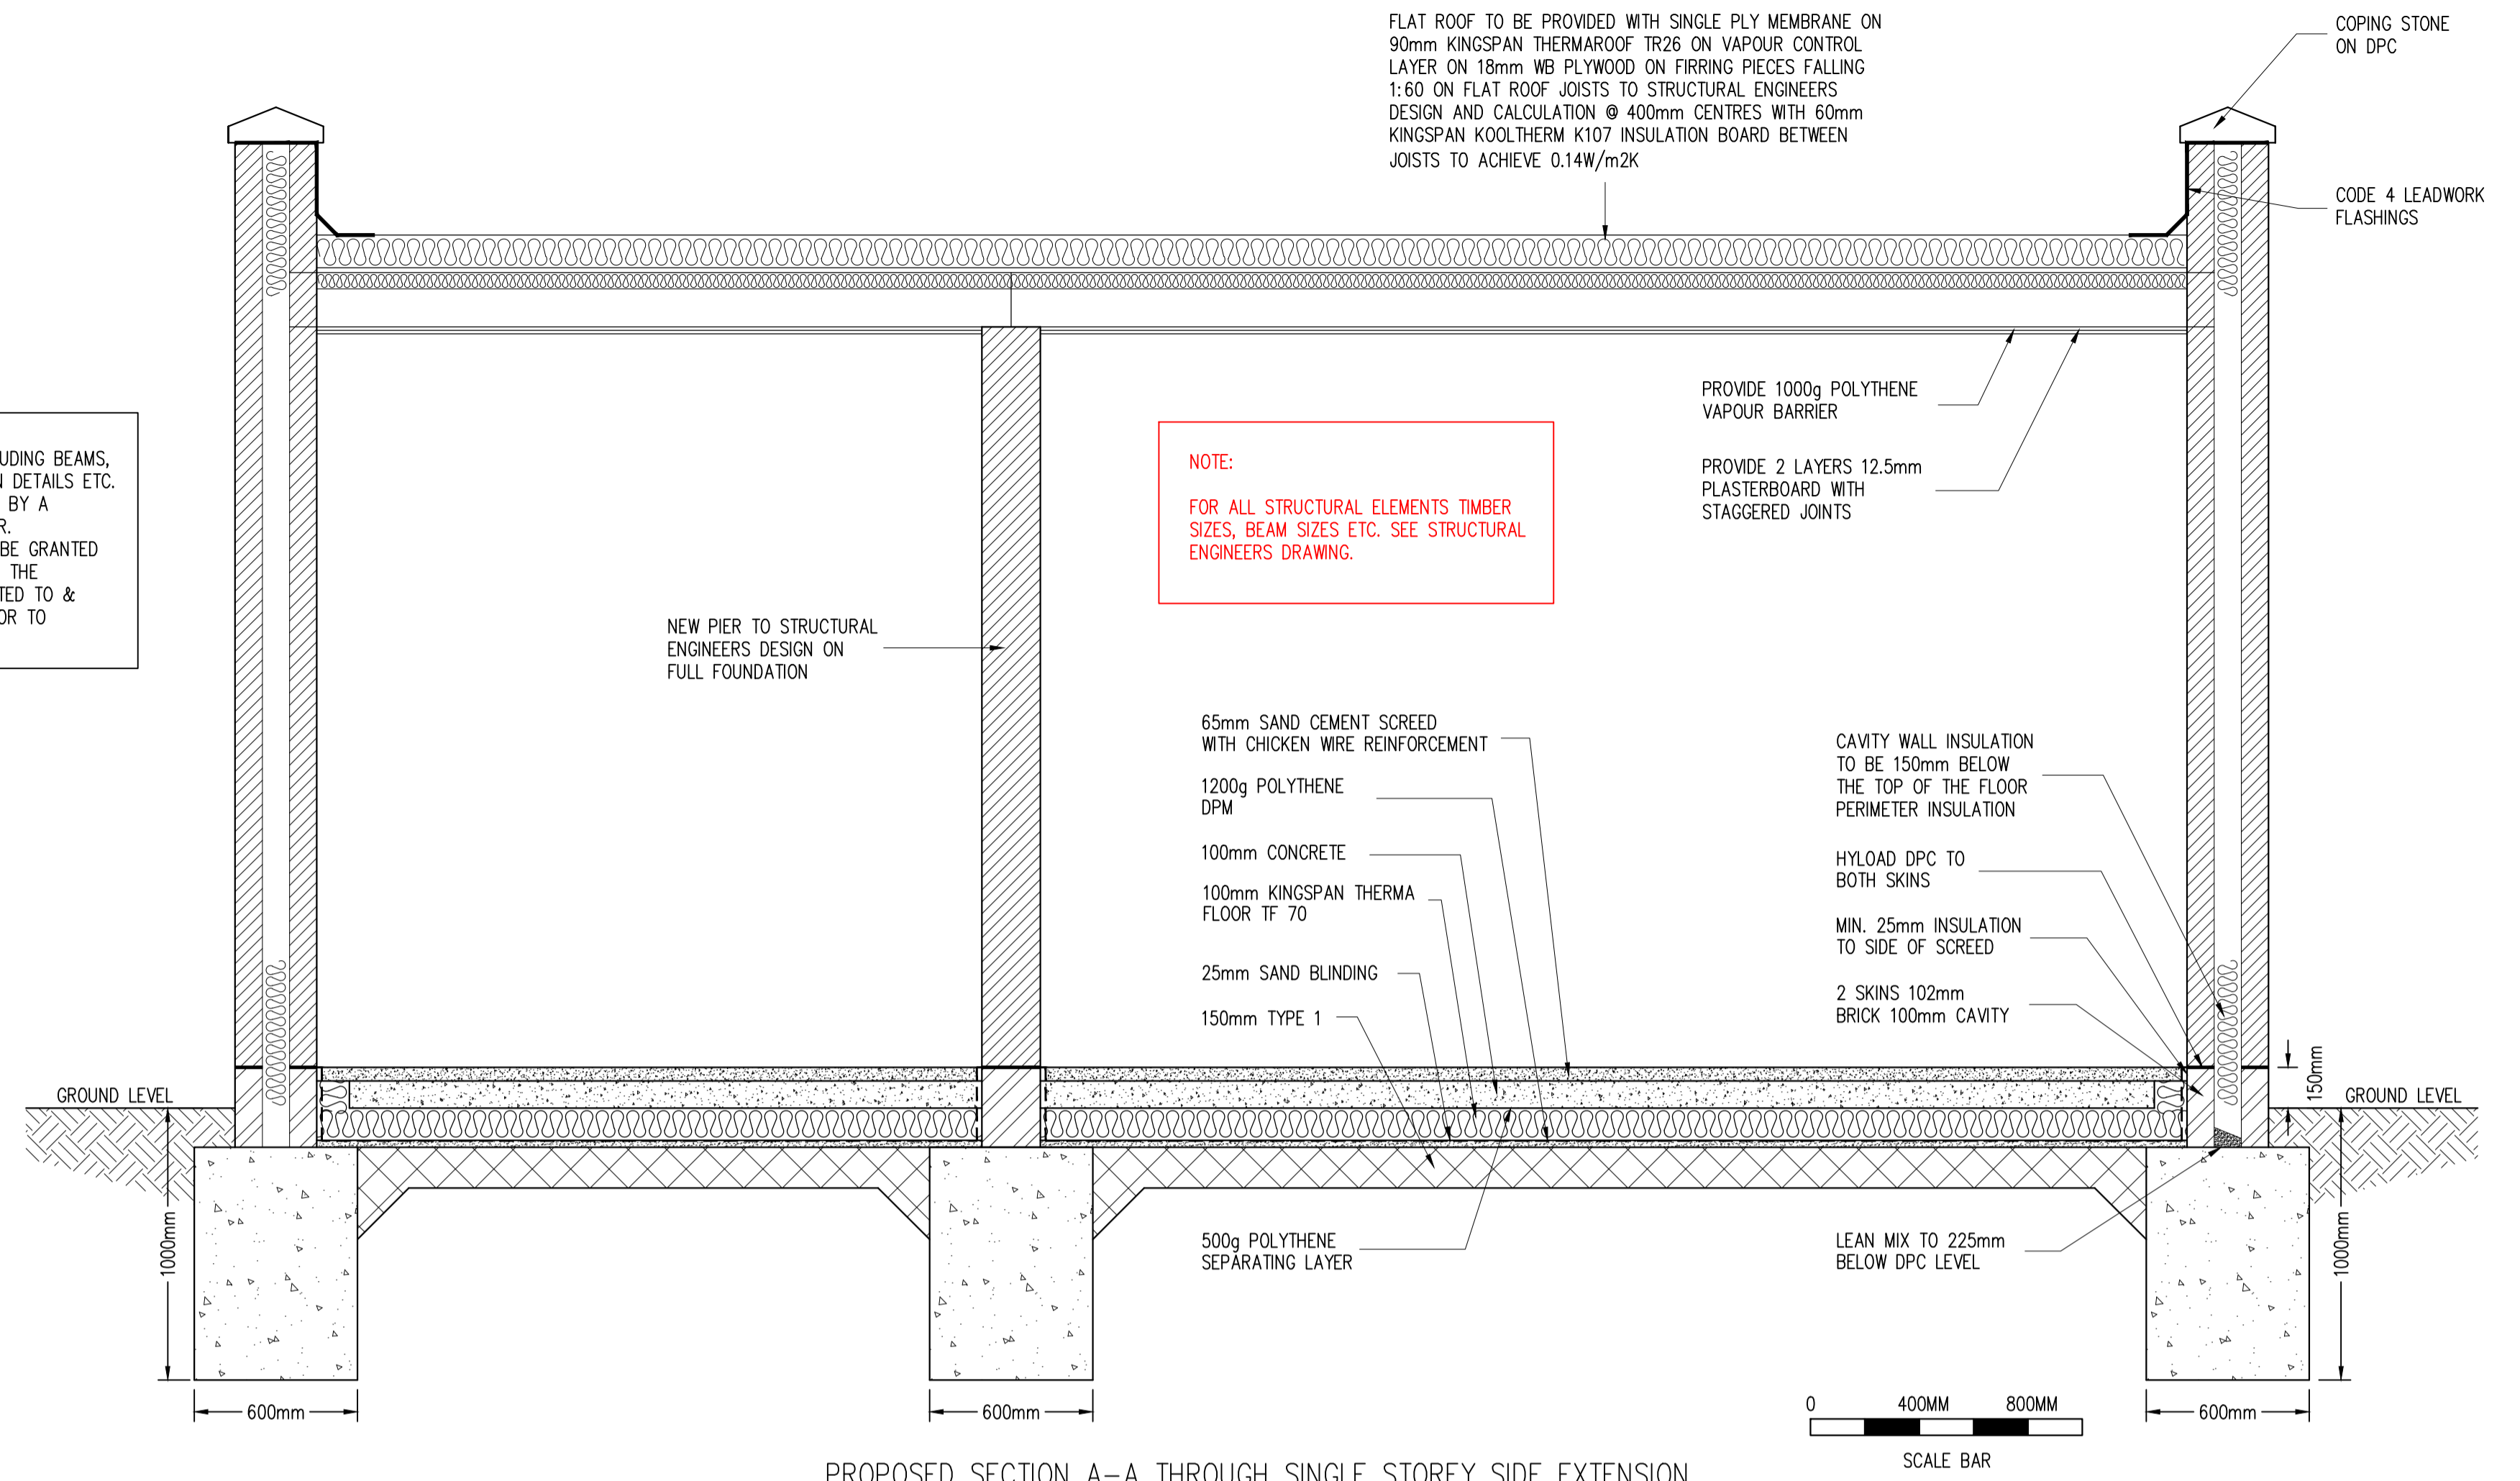 FLAT ROOF TO BE PROVIDED WITH SINGLE PLY MEMBRANE ON
90mm KINGSPAN THERMAROOF TR26 ON VAPOUR CONTROL
LAYER ON 18mm WB PLYWOOD ON FIRRING PIECES FALLING
1:60 ON FLAT ROOF JOISTS TO STRUCTURAL ENGINEERS
DESIGN AND CALCULATION @ 400mm CENTRES WITH 60mm
KINGSPAN KOOLTHERM K107 INSULATION BOARD BETWEEN
JOISTS TO ACHIEVE 0.14W/m2K
COPING STONE
ON DPC
CODE 4 LEADWORK
FLASHINGS
PROVIDE 1000g POLYTHENE
VAPOUR BARRIER
PROVIDE 2 LAYERS 12.5mm
PLASTERBOARD WITH
STAGGERED JOINTS
UDING BEAMS,
N DETAILS ETC.
BY A
R.
BE GRANTED
THE
TED TO &
OR TO
NOTE:
FOR ALL STRUCTURAL ELEMENTS TIMBER
SIZES, BEAM SIZES ETC. SEE STRUCTURAL
ENGINEERS DRAWING.
NEW PIER TO STRUCTURAL
ENGINEERS DESIGN ON
FULL FOUNDATION
65mm SAND CEMENT SCREED
WITH CHICKEN WIRE REINFORCEMENT
1200g POLYTHENE
DPM
100mm CONCRETE
100mm KINGSPAN THERMA
FLOOR TF 70
25mm SAND BLINDING
150mm TYPE 1
CAVITY WALL INSULATION
TO BE 150mm BELOW
THE TOP OF THE FLOOR
PERIMETER INSULATION
HYLOAD DPC TO
BOTH SKINS
MIN. 25mm INSULATION
TO SIDE OF SCREED
2 SKINS 102mm
BRICK 100mm CAVITY
150mm
GROUND LEVEL
GROUND LEVEL
1000mm
1000mm
500g POLYTHENE
SEPARATING LAYER
LEAN MIX TO 225mm
BELOW DPC LEVEL
600mm
600mm
600mm
0 400MM 800MM
SCALE BAR
PROPOSED SECTION A-A THROUGH SINGLE STOREY SIDE EXTENSION